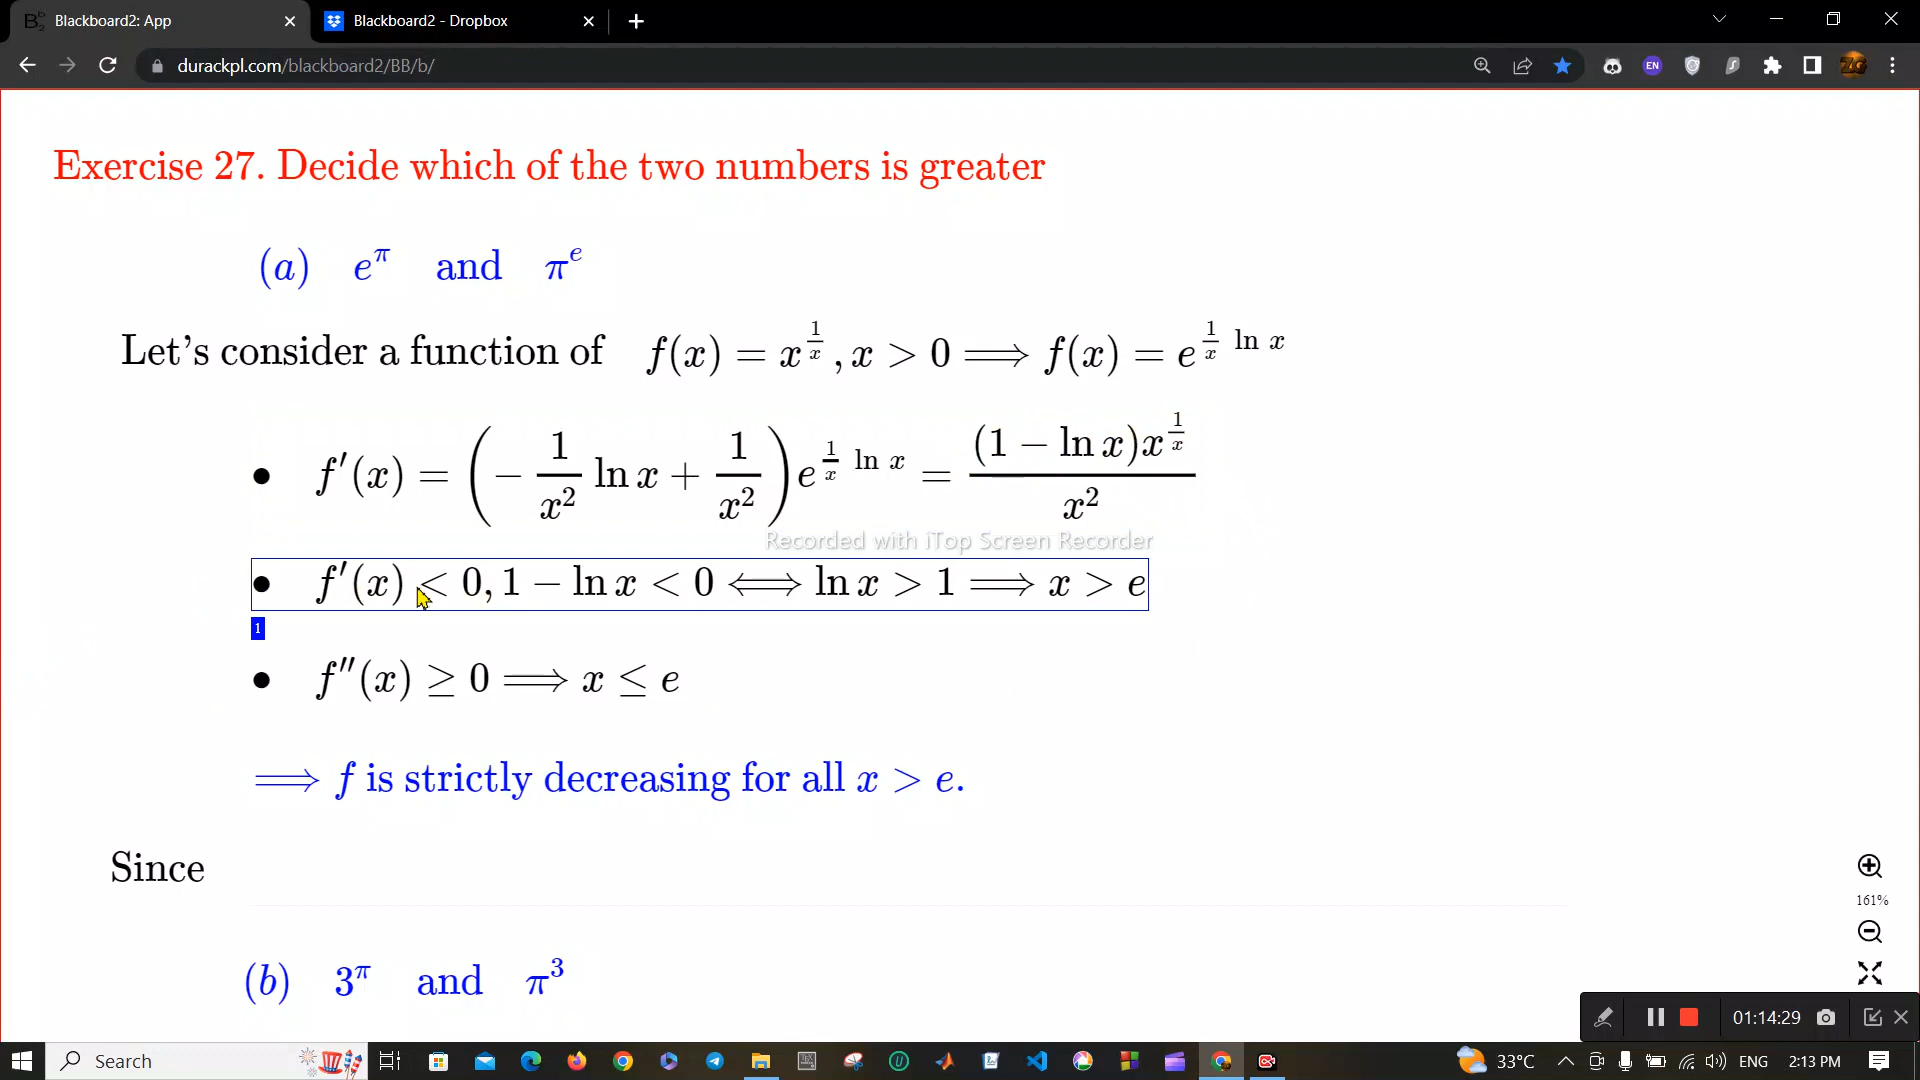 Blackboard2: App
Blackboard2 - Dropbox
durackpl.com/blackboard2/BB/b/
EN
ZG
Exercise 27. Decide which of the two numbers is greater
(a) e^π and π^e
Let's consider a function of f(x) = x^{1/x}, x > 0 ⟹ f(x) = e^{1/x ln x}
• f′(x) = (− 1/x² ln x + 1/x²) e^{1/x ln x} = (1 − ln x)x^{1/x} / x²
Recorded with iTop Screen Recorder
• f′(x) < 0, 1 − ln x < 0 ⟺ ln x > 1 ⟹ x > e
1
• f″(x) ≥ 0 ⟹ x ≤ e
⟹ f is strictly decreasing for all x > e.
Since
161%
(b) 3^π and π³
01:14:29
Search
33°C
ENG
2:13 PM